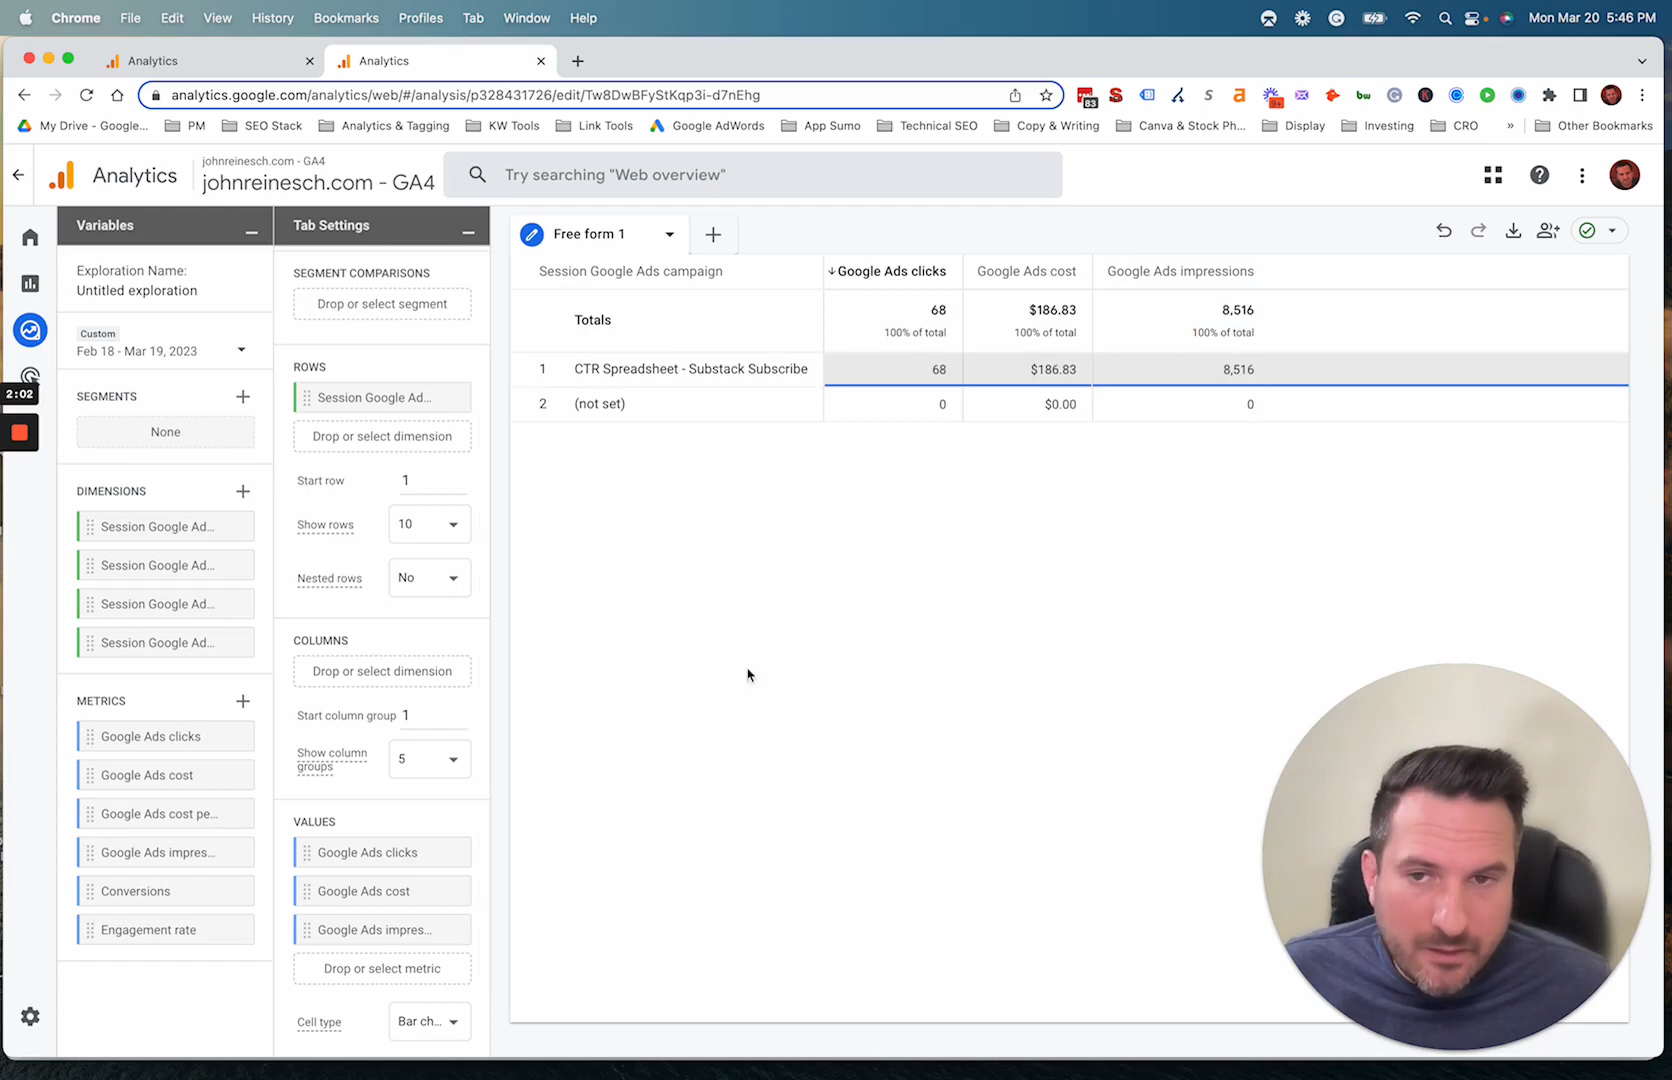 Chrome File Edit View History Bookmarks Profiles Tab Window Help Mon Mar 20 5:46 PM
Analytics Analytics
analytics.google.com/analytics/web/#/analysis/p328431726/edit/Tw8DwBFyStKqp3i-d7nEhg
83
9+
bw
My Drive - Google... PM SEO Stack Analytics & Tagging KW Tools Link Tools Google AdWords App Sumo Technical SEO Copy & Writing Canva & Stock Ph... Display Investing CRO » Other Bookmarks
Analytics
johnreinesch.com - GA4
johnreinesch.com - GA4
Try searching "Web overview"
Variables
Exploration Name:
Untitled exploration
Custom
Feb 18 - Mar 19, 2023
2:02
SEGMENTS
None
DIMENSIONS
Session Google Ad...
Session Google Ad...
Session Google Ad...
Session Google Ad...
METRICS
Google Ads clicks
Google Ads cost
Google Ads cost pe...
Google Ads impres...
Conversions
Engagement rate
Tab Settings
SEGMENT COMPARISONS
Drop or select segment
ROWS
Session Google Ad...
Drop or select dimension
Start row 1
Show rows 10
Nested rows No
COLUMNS
Drop or select dimension
Start column group 1
Show column groups 5
VALUES
Google Ads clicks
Google Ads cost
Google Ads impres...
Drop or select metric
Cell type Bar ch...
Free form 1
Session Google Ads campaign ↓Google Ads clicks Google Ads cost Google Ads impressions
Totals 68 $186.83 8,516
100% of total 100% of total 100% of total
1 CTR Spreadsheet - Substack Subscribe 68 $186.83 8,516
2 (not set) 0 $0.00 0